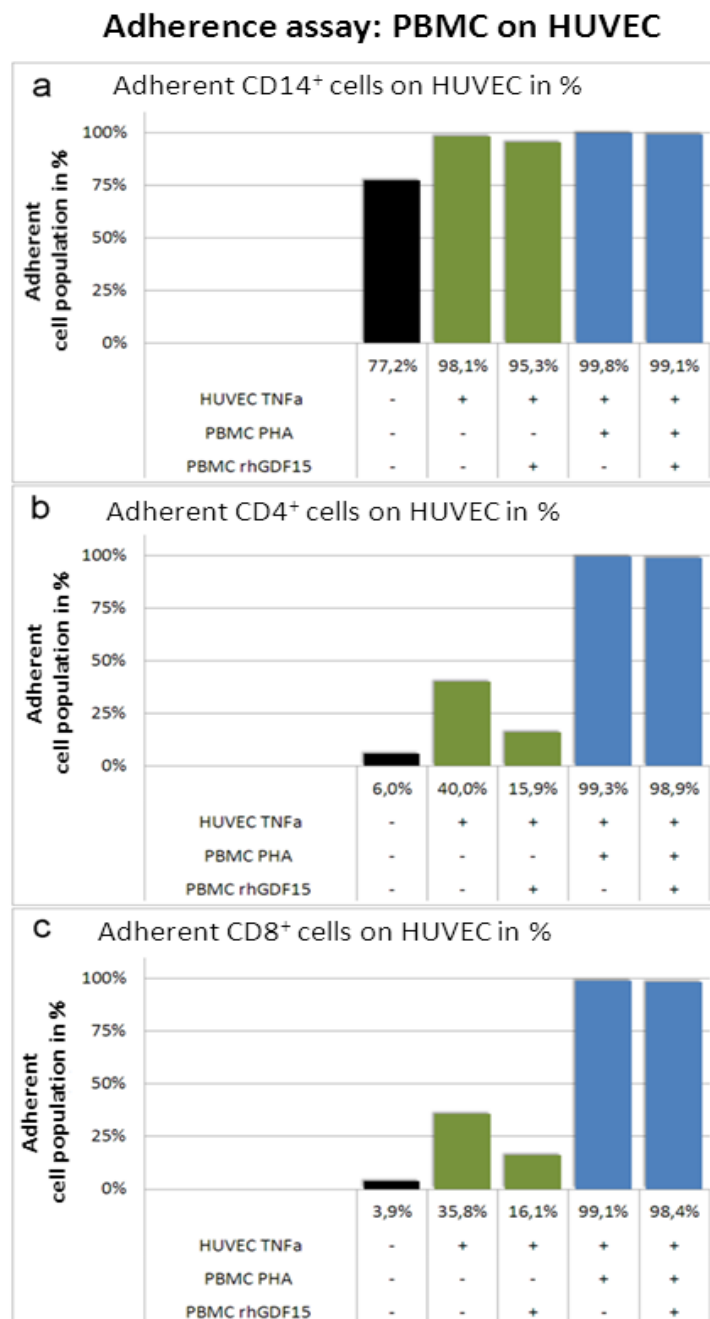 Adherence assay: PBMC on HUVEC
a Adherent CD14⁺ cells on HUVEC in %
Adherent
cell population in %
100%
75%
50%
25%
0%
77,2% 98,1% 95,3% 99,8% 99,1%
HUVEC TNFa - + + + +
PBMC PHA - - - + +
PBMC rhGDF15 - - + - +
b Adherent CD4⁺ cells on HUVEC in %
Adherent
cell population in %
100%
75%
50%
25%
0%
6,0% 40,0% 15,9% 99,3% 98,9%
HUVEC TNFa - + + + +
PBMC PHA - - - + +
PBMC rhGDF15 - - + - +
c Adherent CD8⁺ cells on HUVEC in %
Adherent
cell population in %
100%
75%
50%
25%
0%
3,9% 35,8% 16,1% 99,1% 98,4%
HUVEC TNFa - + + + +
PBMC PHA - - - + +
PBMC rhGDF15 - - + - +